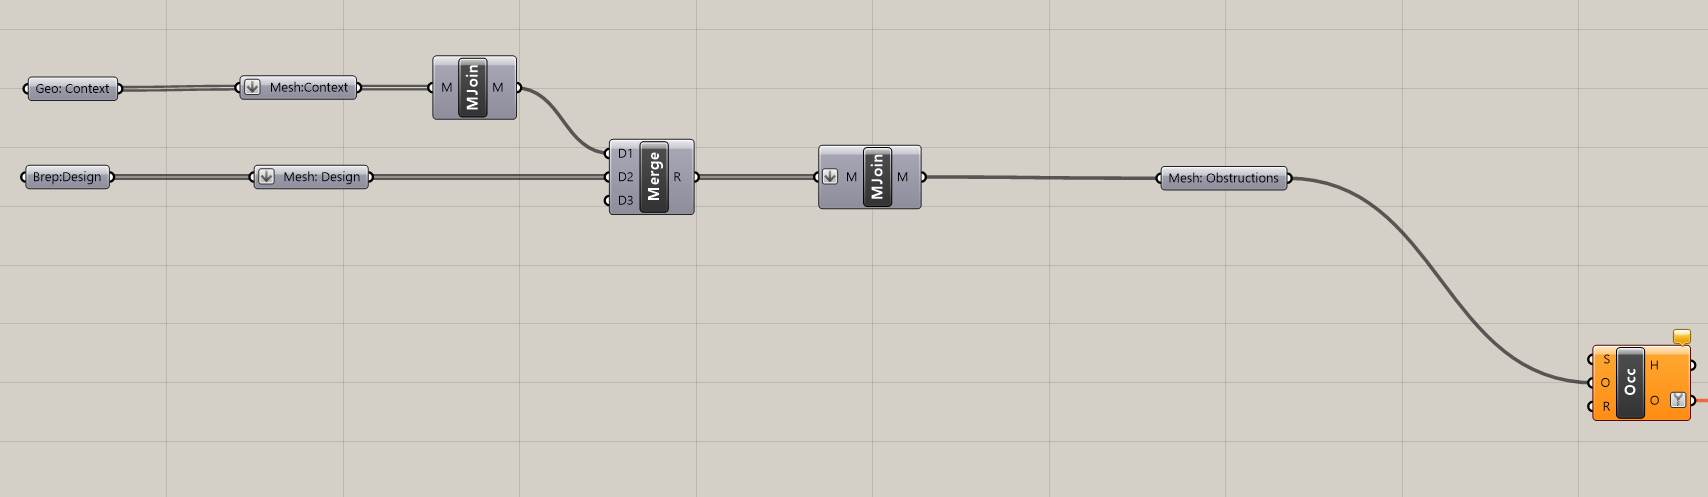 Geo: Context
Mesh:Context
M MJoin M
Brep:Design
Mesh: Design
D1
D2
D3
Merge
R
M MJoin M
Mesh: Obstructions
S
O
R
Occ
H
O